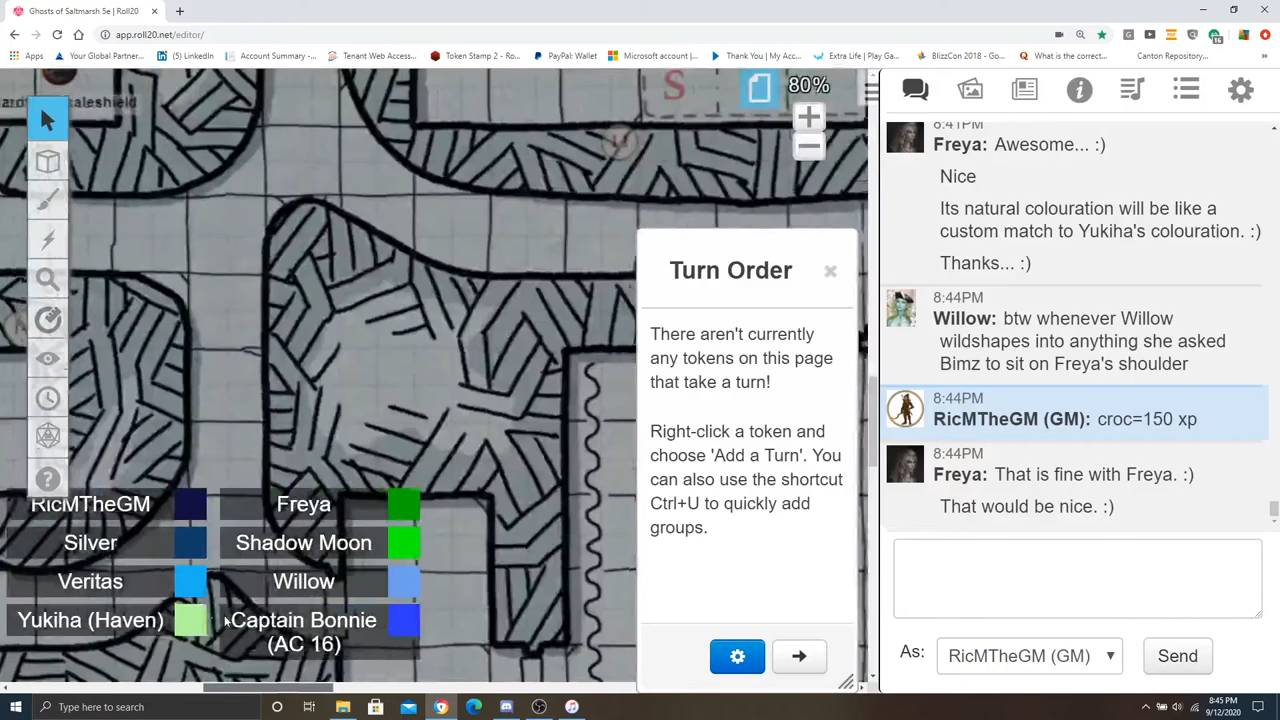 Ghosts of Saltmarsh 5e | Roll20
app.roll20.net/editor/
Apps
Your Global Partner...
(5) LinkedIn
Account Summary -...
Tenant Web Access...
Token Stamp 2 - Ro...
PayPal: Wallet
Microsoft account |...
Thank You | My Acc...
Extra Life | Play Ga...
BlizzCon 2018 - Go...
What is the correct...
Canton Repository...
S
80%
Turn Order
There aren't currently
any tokens on this page
that take a turn!
Right-click a token and
choose 'Add a Turn'. You
can also use the shortcut
Ctrl+U to quickly add
groups.
RicMTheGM
Freya
Silver
Shadow Moon
Veritas
Willow
Yukiha (Haven)
Captain Bonnie
(AC 16)
8:41PM
Freya: Awesome... :)
Nice
Its natural colouration will be like a
custom match to Yukiha's colouration. :)
Thanks... :)
8:44PM
Willow: btw whenever Willow
wildshapes into anything she asked
Bimz to sit on Freya's shoulder
8:44PM
RicMTheGM (GM): croc=150 xp
8:44PM
Freya: That is fine with Freya. :)
That would be nice. :)
As:
RicMTheGM (GM)
Send
Type here to search
8:45 PM
9/12/2020